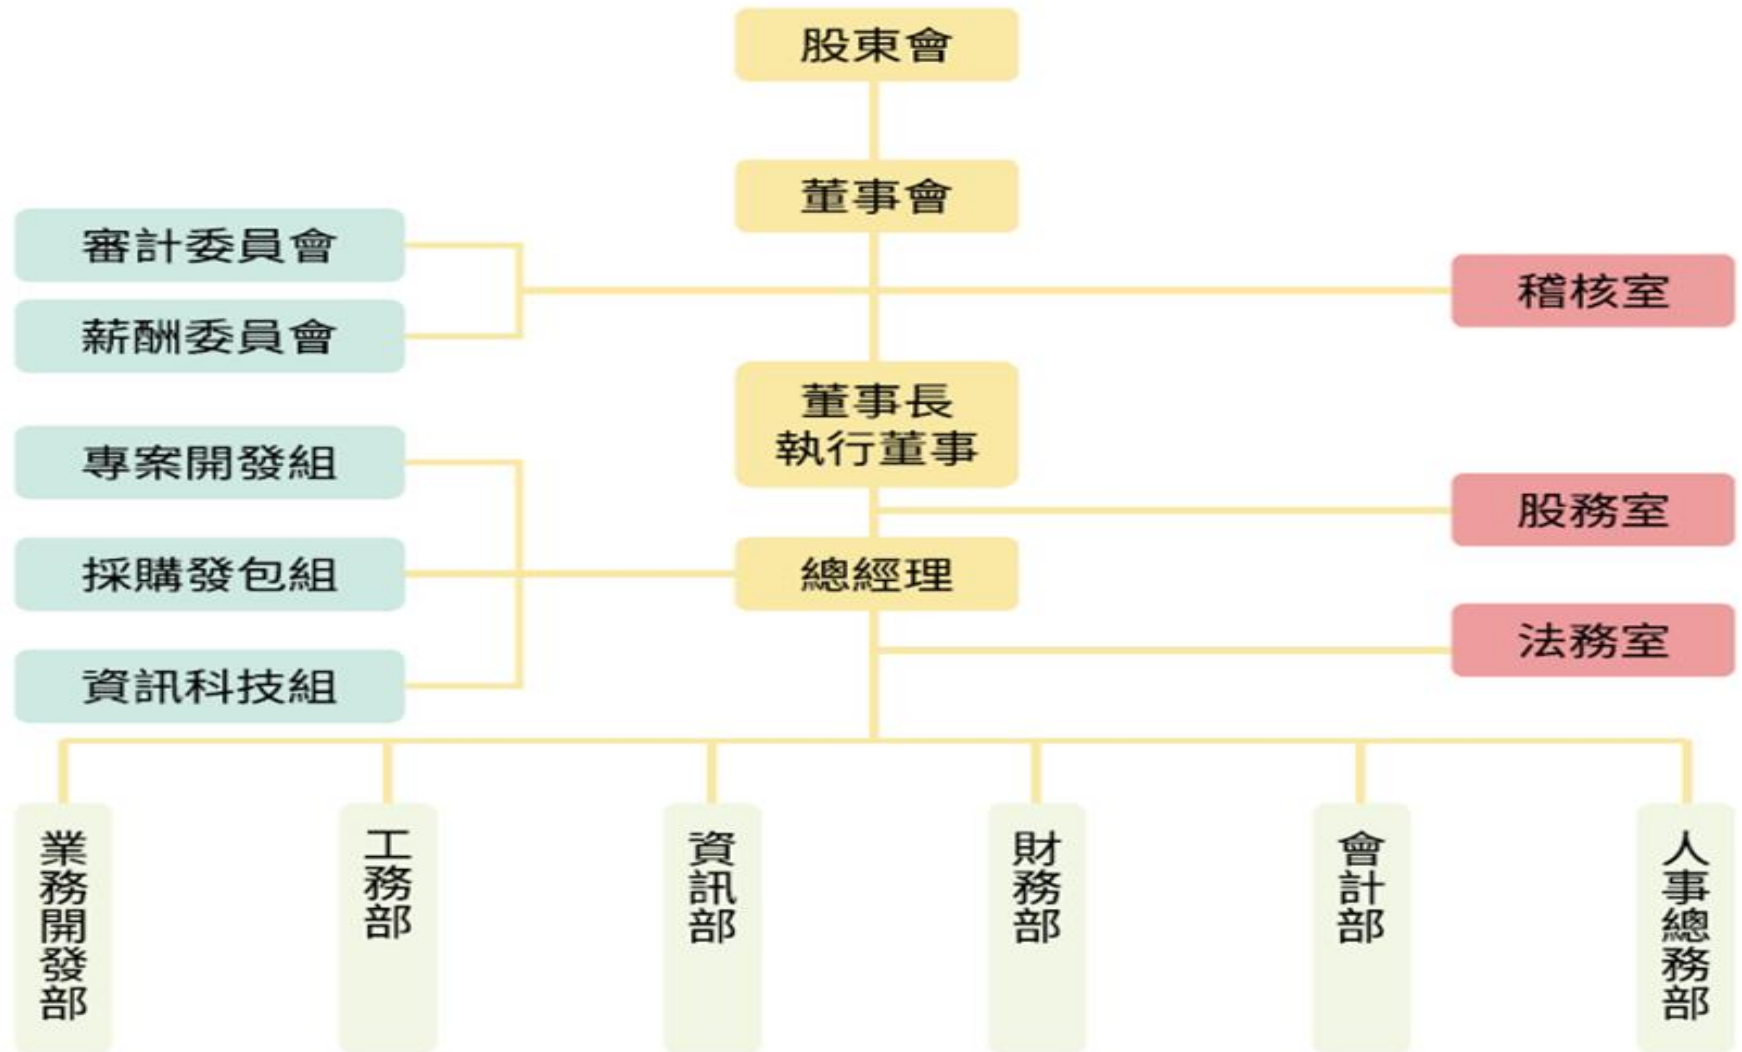 股東會
董事會
審計委員會
薪酬委員會
稽核室
董事長
執行董事
專案開發組
股務室
採購發包組
總經理
法務室
資訊科技組
業務開發部
工務部
資訊部
財務部
會計部
人事總務部